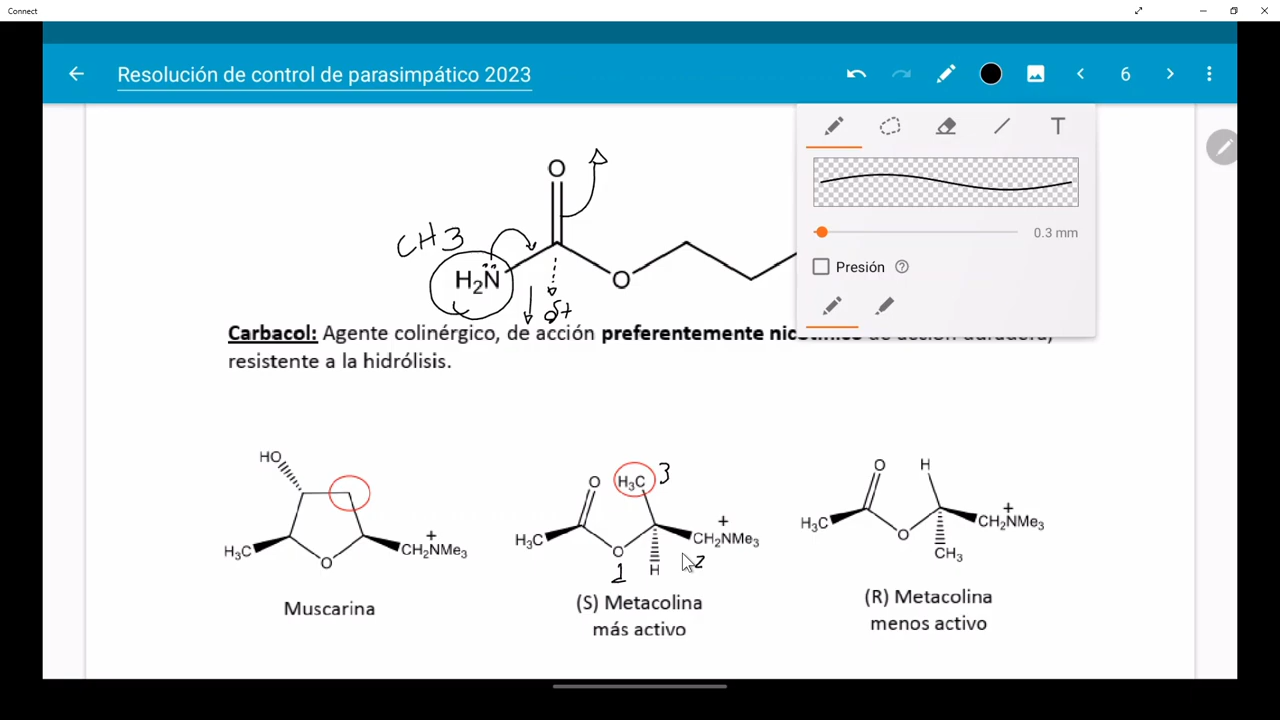 Connect
Resolución de control de parasimpático 2023
6
T
0.3 mm
Presión
O
CH3
H₂N
O
δ+
Carbacol: Agente colinérgico, de acción preferentemente
resistente a la hidrólisis.
HO
H₃C
O
CH₂NMe₃
+
Muscarina
O
H₃C
3
H₃C
O
H
CH₂NMe₃
+
1
2
(S) Metacolina
más activo
O
H
H₃C
O
CH₃
CH₂NMe₃
+
(R) Metacolina
menos activo